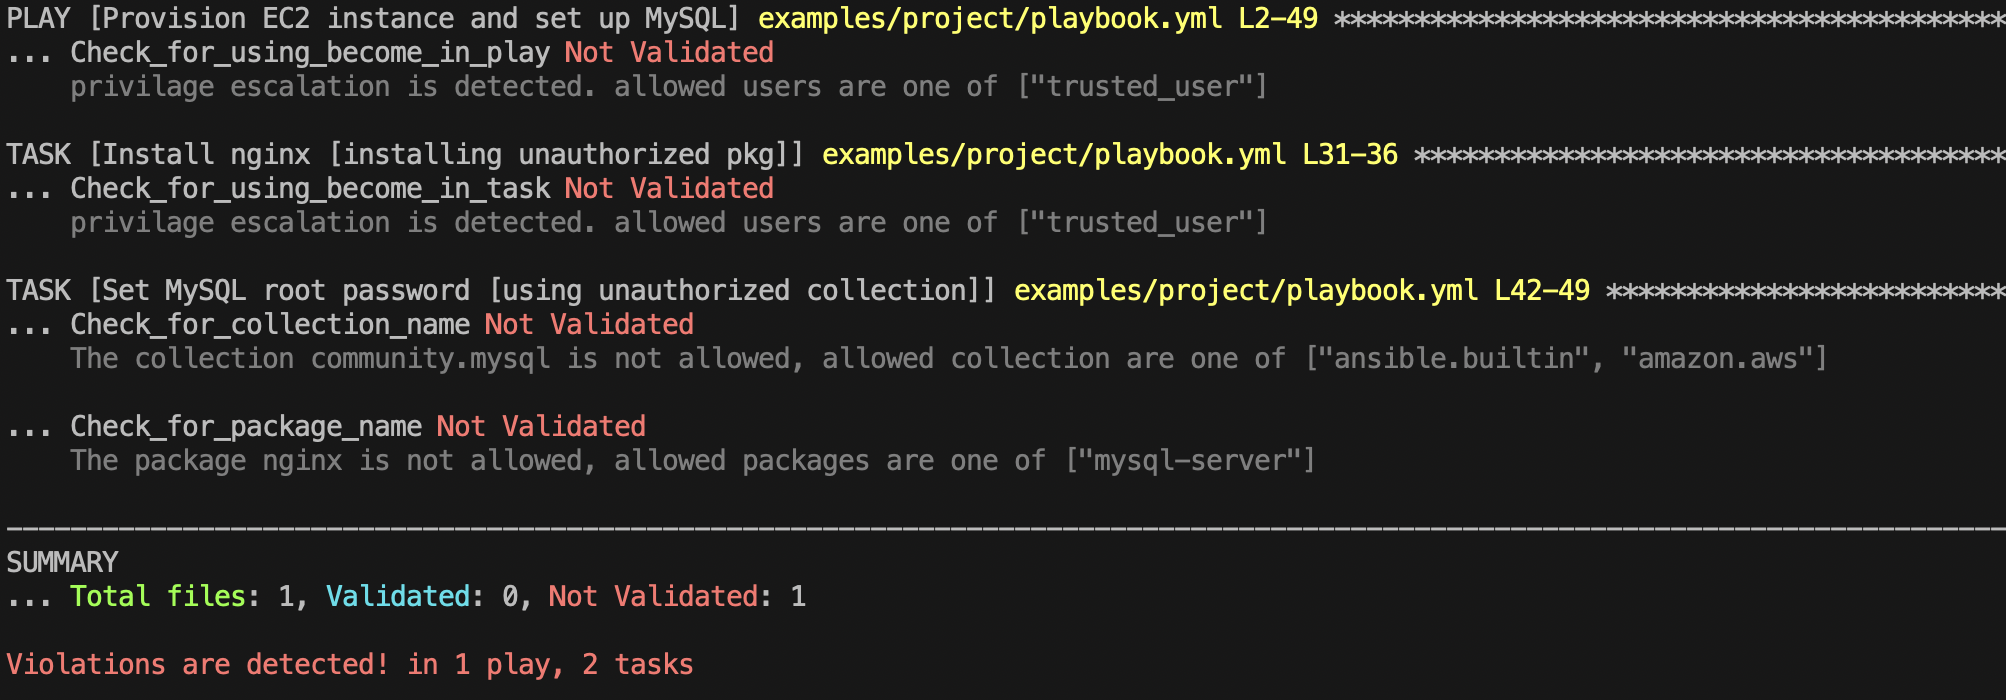 PLAY [Provision EC2 instance and set up MySQL] examples/project/playbook.yml L2-49 ******************************************
... Check_for_using_become_in_play Not Validated
privilage escalation is detected. allowed users are one of ["trusted_user"]
TASK [Install nginx [installing unauthorized pkg]] examples/project/playbook.yml L31-36 *************************************
... Check_for_using_become_in_task Not Validated
privilage escalation is detected. allowed users are one of ["trusted_user"]
TASK [Set MySQL root password [using unauthorized collection]] examples/project/playbook.yml L42-49 *************************
... Check_for_collection_name Not Validated
The collection community.mysql is not allowed, allowed collection are one of ["ansible.builtin", "amazon.aws"]
... Check_for_package_name Not Validated
The package nginx is not allowed, allowed packages are one of ["mysql-server"]
-----------------------------------------------------------------------------------------------------------------------------
SUMMARY
... Total files: 1, Validated: 0, Not Validated: 1
Violations are detected! in 1 play, 2 tasks